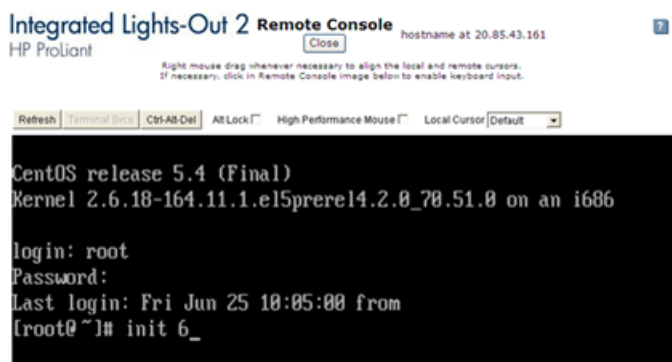 Integrated Lights-Out 2 Remote Console
HP ProLiant
Close
hostname at 20.85.43.161
?
Right mouse drag whenever necessary to align the local and remote cursors.
If necessary, click in Remote Console image below to enable keyboard input.
Refresh Terminal Svcs Ctrl-Alt-Del Alt Lock High Performance Mouse Local Cursor Default
CentOS release 5.4 (Final)
Kernel 2.6.18-164.11.1.el5prerel4.2.0_70.51.0 on an i686
login: root
Password:
Last login: Fri Jun 25 10:05:00 from
[root@ ~]# init 6_